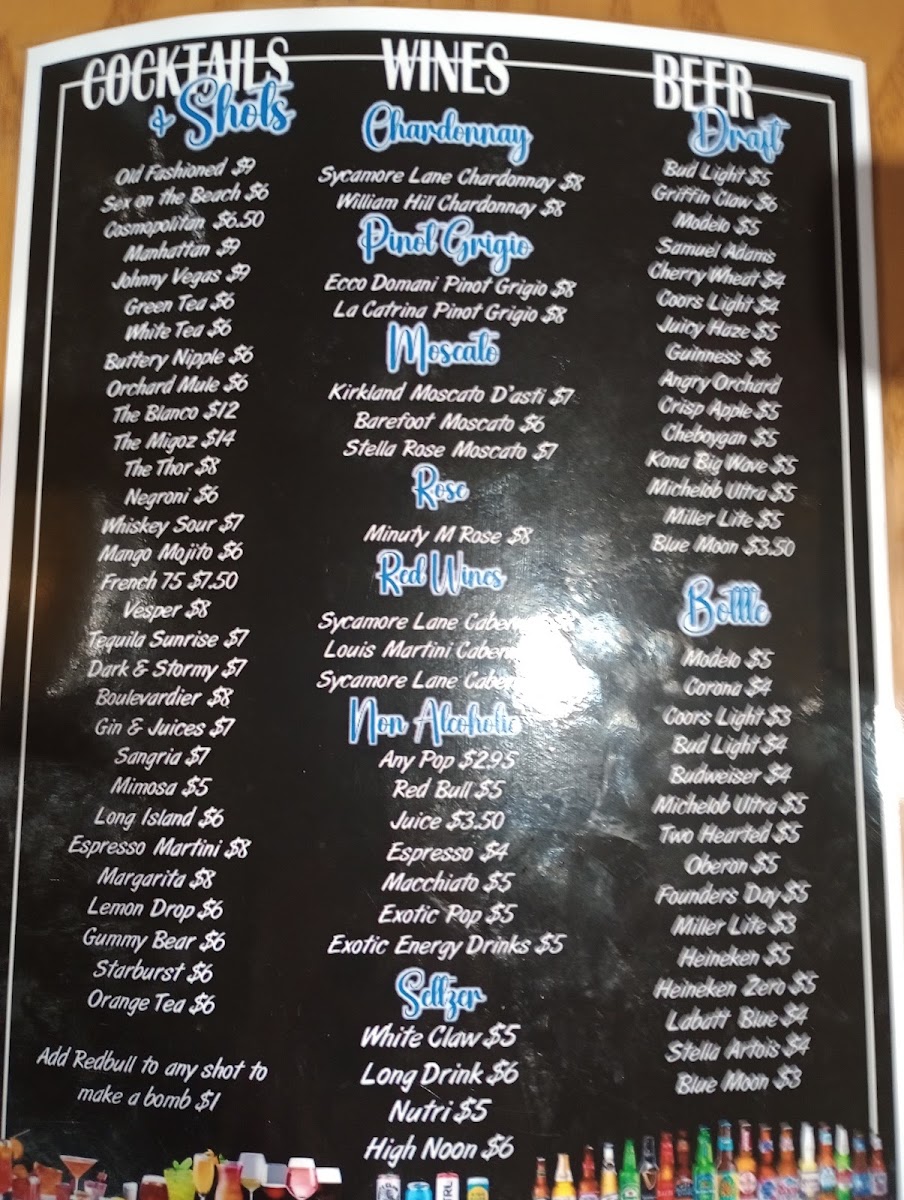 COCKTAILS
& Shots
Old Fashioned $9
Sex on the Beach $6
Cosmopolitan $6.50
Manhattan $9
Johnny Vegas $9
Green Tea $6
White Tea $6
Buttery Nipple $6
Orchard Mule $6
The Blanco $12
The Migoz $14
The Thor $8
Negroni $6
Whiskey Sour $7
Mango Mojito $6
French 75 $7.50
Vesper $8
Tequila Sunrise $7
Dark & Stormy $7
Boulevardier $8
Gin & Juices $7
Sangria $7
Mimosa $5
Long Island $6
Espresso Martini $8
Margarita $8
Lemon Drop $6
Gummy Bear $6
Starburst $6
Orange Tea $6
Add Redbull to any shot to
make a bomb $1
WINES
Chardonnay
Sycamore Lane Chardonnay $8
William Hill Chardonnay $8
Pinot Grigio
Ecco Domani Pinot Grigio $8
La Catrina Pinot Grigio $8
Moscato
Kirkland Moscato D'asti $7
Barefoot Moscato $6
Stella Rose Moscato $7
Rose
Minuty M Rose $8
Red Wines
Sycamore Lane
Louis Martini
Sycamore Lane
Non Alcoholic
Any Pop $2.95
Red Bull $5
Juice $3.50
Espresso $4
Macchiato $5
Exotic Pop $5
Exotic Energy Drinks $5
Seltzer
White Claw $5
Long Drink $6
Nutri $5
High Noon $6
BEER
Draft
Bud Light $5
Griffin Claw $6
Modelo $5
Samuel Adams
Cherry Wheat $4
Coors Light $4
Juicy Haze $5
Guinness $6
Angry Orchard
Crisp Apple $5
Cheboygan $5
Kona Big Wave $5
Michelob Ultra $5
Miller Lite $5
Blue Moon $3.50
Bottle
Modelo $5
Corona $4
Coors Light $3
Bud Light $4
Budweiser $4
Michelob Ultra $5
Two Hearted $5
Oberon $5
Founders Day $5
Miller Lite $3
Heineken $5
Heineken Zero $5
Labatt Blue $4
Stella Artois $4
Blue Moon $3